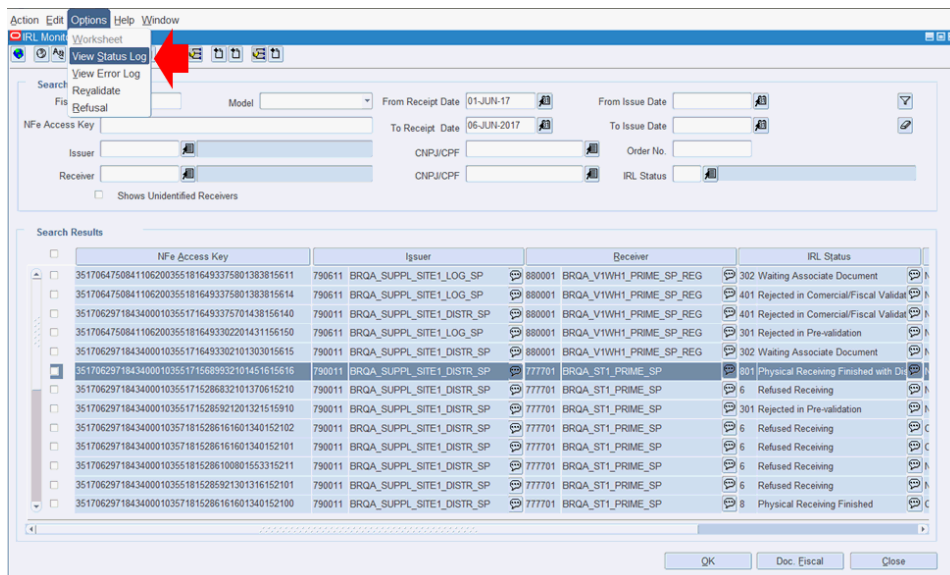 Action Edit Options Help Window
IRL Monit
Worksheet
View Status Log
View Error Log
Revalidate
Refusal
Search
Fis
Model
From Receipt Date 01-JUN-17
From Issue Date
NFe Access Key
To Receipt Date 06-JUN-2017
To Issue Date
Issuer
CNPJ/CPF
Order No.
Receiver
CNPJ/CPF
IRL Status
Shows Unidentified Receivers
Search Results
NFe Access Key Issuer Receiver IRL Status
35170647508411062003551816493375801383815611 790611 BRQA_SUPPL_SITE1_LOG_SP 880001 BRQA_V1WH1_PRIME_SP_REG 302 Waiting Associate Document
35170647508411062003551816493375801383815614 790611 BRQA_SUPPL_SITE1_LOG_SP 880001 BRQA_V1WH1_PRIME_SP_REG 401 Rejected in Comercial/Fiscal Validat
35170629718434000103551716493375701438156140 790011 BRQA_SUPPL_SITE1_DISTR_SP 880001 BRQA_V1WH1_PRIME_SP_REG 401 Rejected in Comercial/Fiscal Validat
35170647508411062003551816493302201431156150 790611 BRQA_SUPPL_SITE1_LOG_SP 880001 BRQA_V1WH1_PRIME_SP_REG 301 Rejected in Pre-validation
35170629718434000103551716493302101303015615 790011 BRQA_SUPPL_SITE1_DISTR_SP 880001 BRQA_V1WH1_PRIME_SP_REG 302 Waiting Associate Document
35170629718434000103551715689932101451615616 790011 BRQA_SUPPL_SITE1_DISTR_SP 777701 BRQA_ST1_PRIME_SP 801 Physical Receiving Finished with Dis
35170629718434000103551715286832101370615210 790011 BRQA_SUPPL_SITE1_DISTR_SP 777701 BRQA_ST1_PRIME_SP 6 Refused Receiving
35170629718434000103551715285921201321515910 790011 BRQA_SUPPL_SITE1_DISTR_SP 777701 BRQA_ST1_PRIME_SP 301 Rejected in Pre-validation
35170629718434000103571815286161601340152102 790011 BRQA_SUPPL_SITE1_DISTR_SP 777701 BRQA_ST1_PRIME_SP 6 Refused Receiving
35170629718434000103571815286161601340152101 790011 BRQA_SUPPL_SITE1_DISTR_SP 777701 BRQA_ST1_PRIME_SP 6 Refused Receiving
35170629718434000103551815286100801553315211 790011 BRQA_SUPPL_SITE1_DISTR_SP 777701 BRQA_ST1_PRIME_SP 6 Refused Receiving
35170629718434000103551815285921301316152101 790011 BRQA_SUPPL_SITE1_DISTR_SP 777701 BRQA_ST1_PRIME_SP 6 Refused Receiving
35170629718434000103571815286161601340152100 790011 BRQA_SUPPL_SITE1_DISTR_SP 777701 BRQA_ST1_PRIME_SP 8 Physical Receiving Finished
OK Doc. Fiscal Close